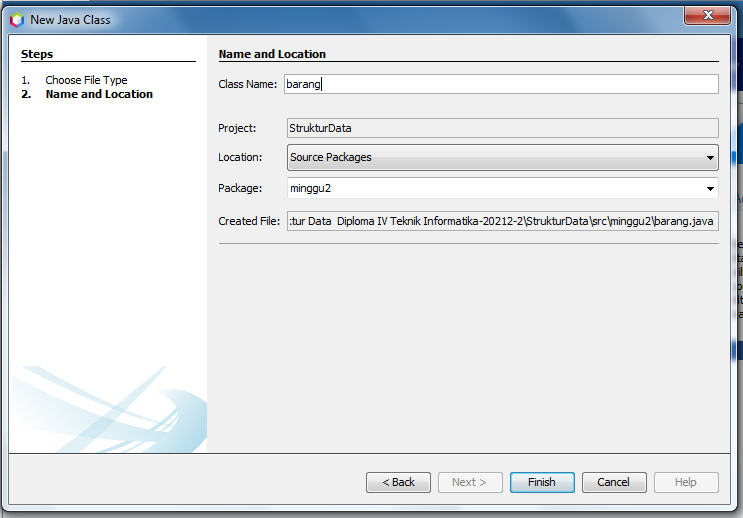 New Java Class
Steps
1. Choose File Type
2. Name and Location
Name and Location
Class Name: barang
Project: StrukturData
Location: Source Packages
Package: minggu2
Created File: :tur Data  Diploma IV Teknik Informatika-20212-2\StrukturData\src\minggu2\barang.java
< Back
Next >
Finish
Cancel
Help